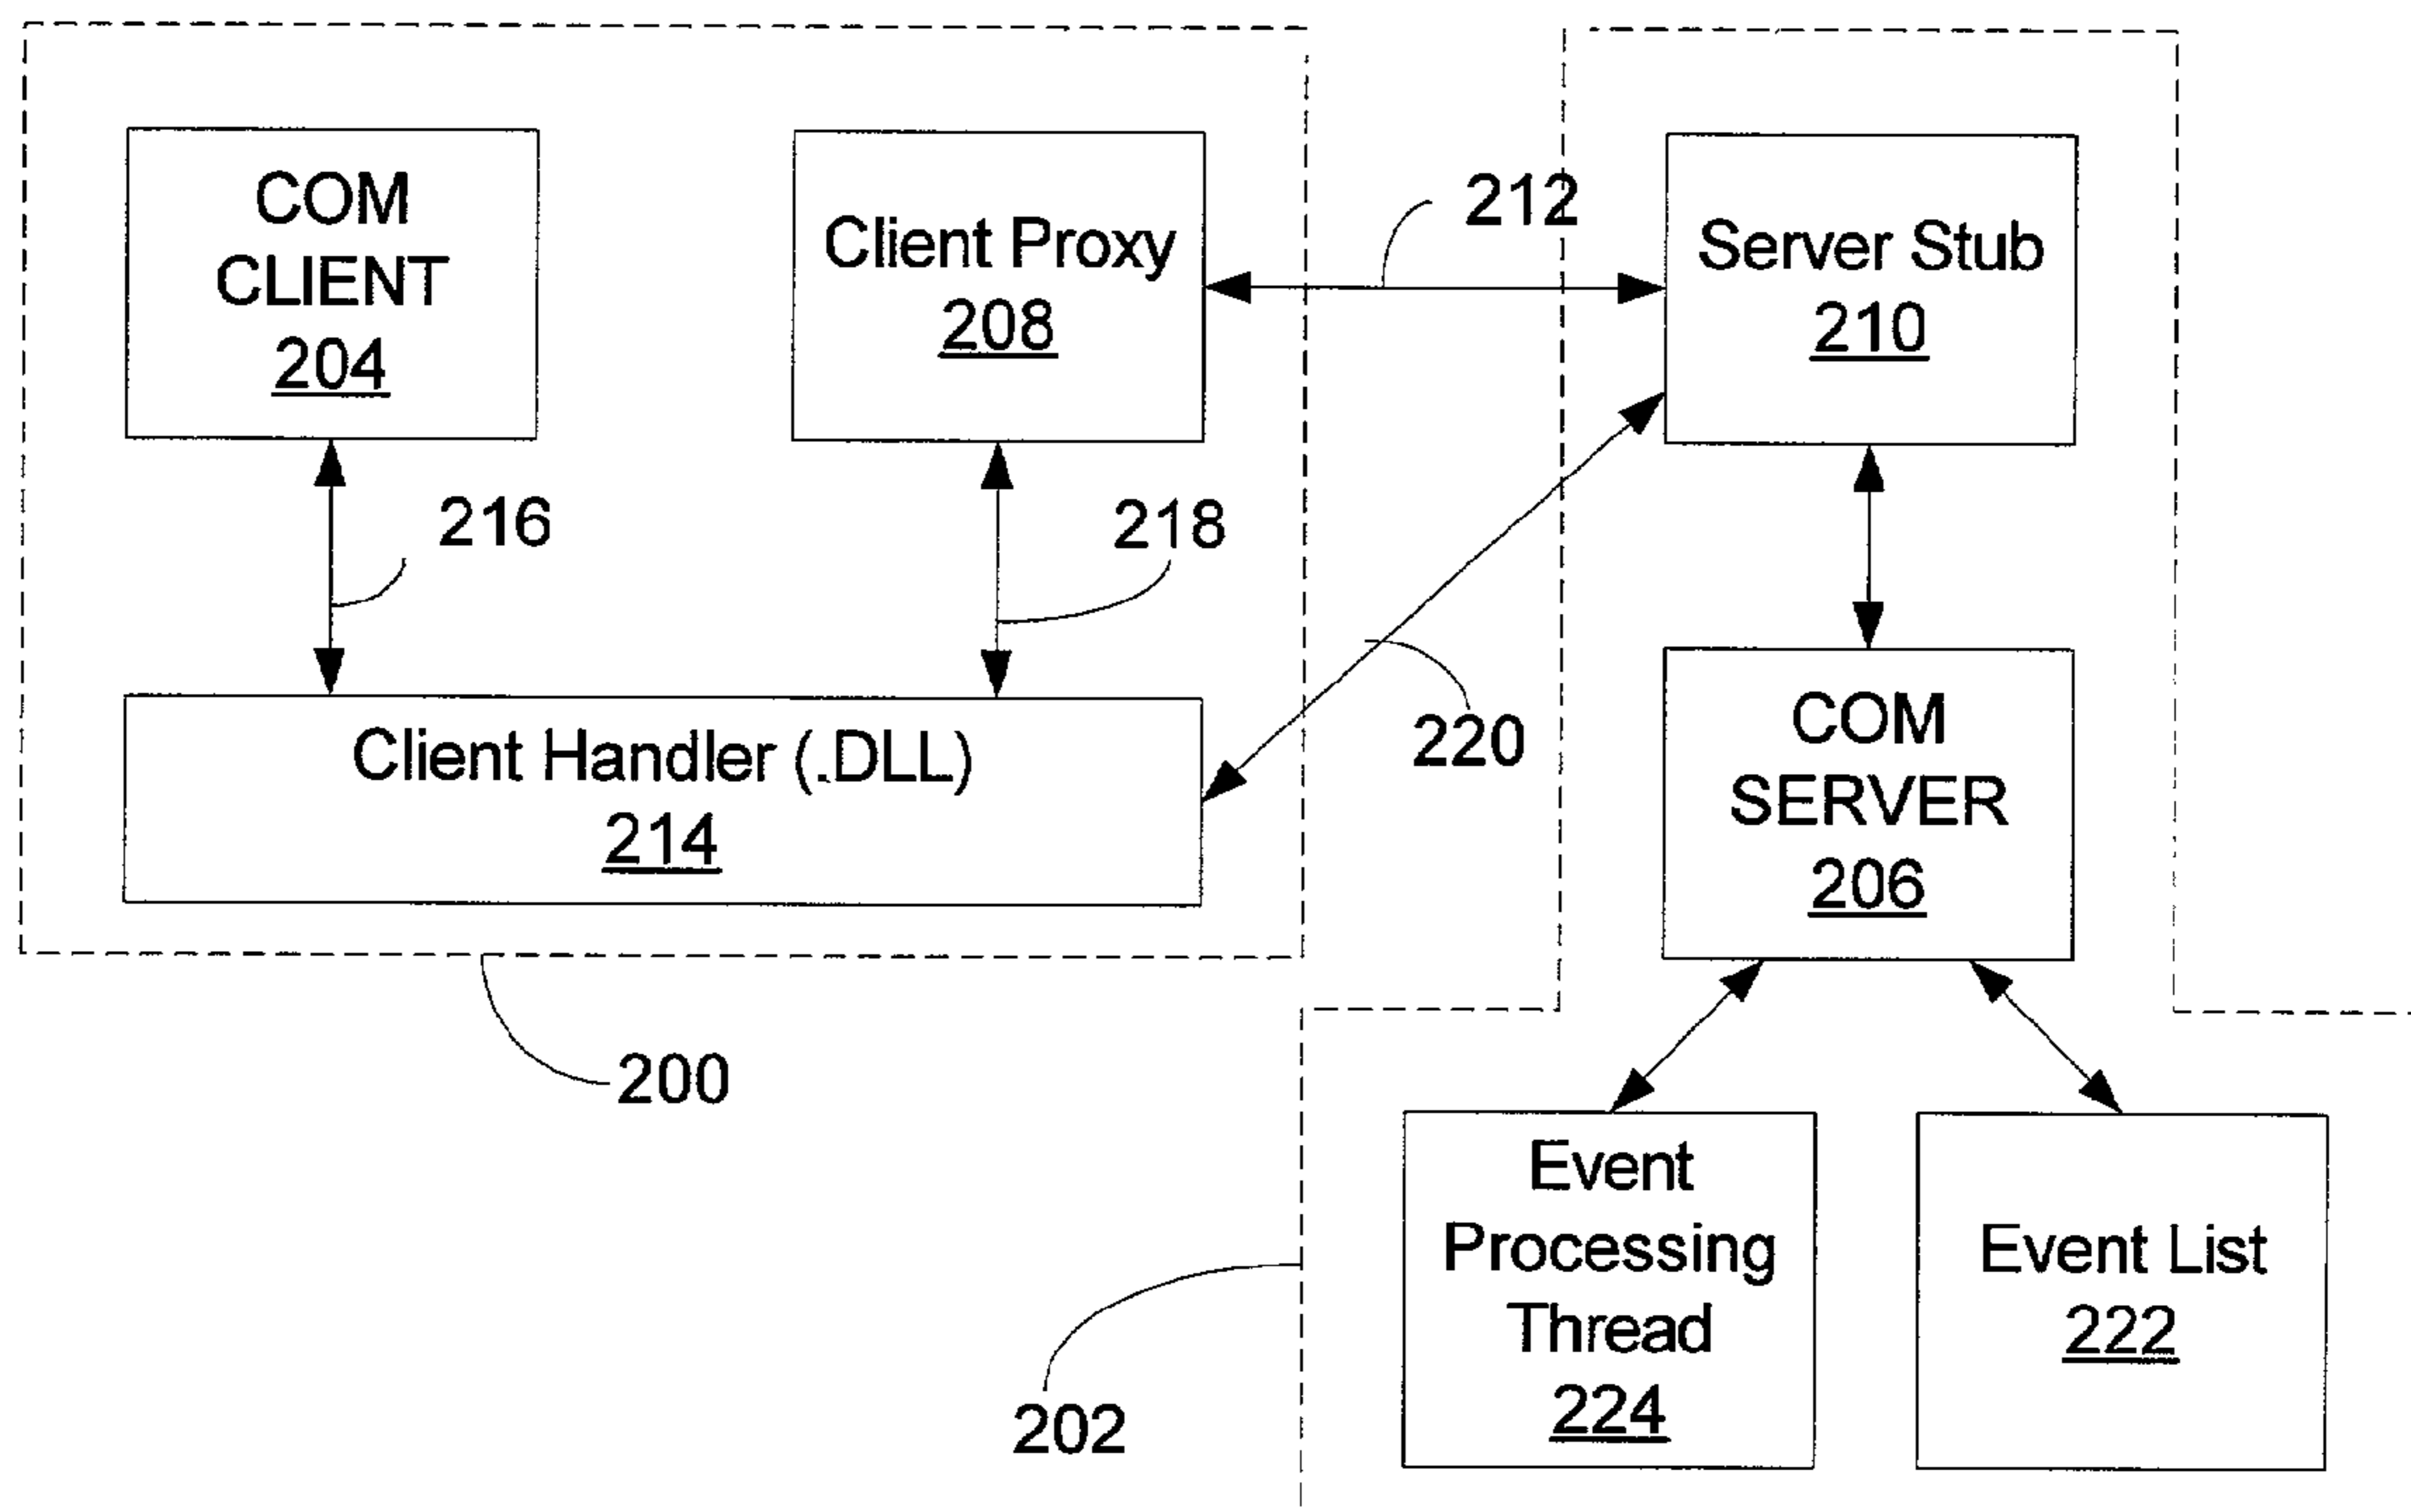 COM
CLIENT
204
Client Proxy
208
212
Server Stub
210
216
218
Client Handler (.DLL)
214
220
COM
SERVER
206
200
Event
Processing
Thread
224
Event List
222
202